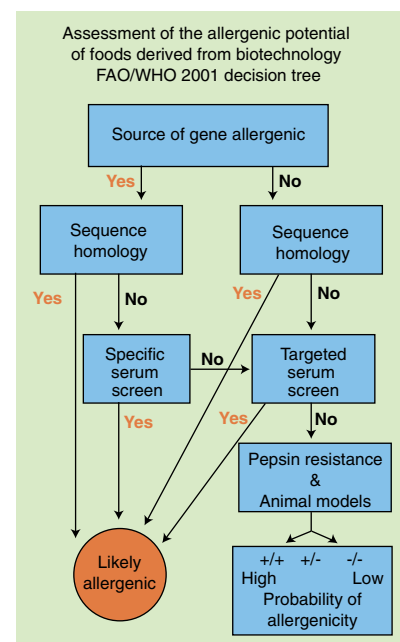 Assessment of the allergenic potential
of foods derived from biotechnology
FAO/WHO 2001 decision tree
Source of gene allergenic
Yes
No
Sequence
homology
Sequence
homology
Yes
No
Yes
No
Specific
serum
screen
No
Targeted
serum
screen
Yes
Yes
No
Pepsin resistance
&
Animal models
Likely
allergenic
+/+ +/- -/-
High Low
Probability of
allergenicity